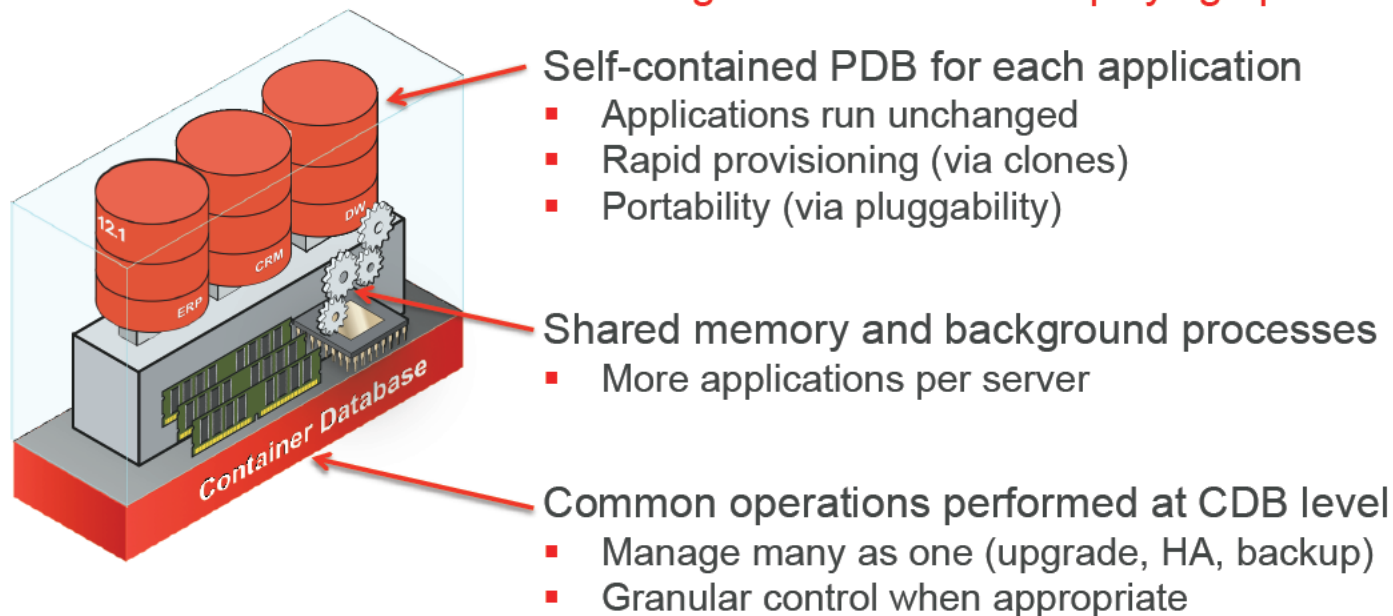 Self-contained PDB for each application
▪ Applications run unchanged
▪ Rapid provisioning (via clones)
▪ Portability (via pluggability)
Shared memory and background processes
▪ More applications per server
Common operations performed at CDB level
▪ Manage many as one (upgrade, HA, backup)
▪ Granular control when appropriate
12.1
ERP
CRM
DW
Container Database